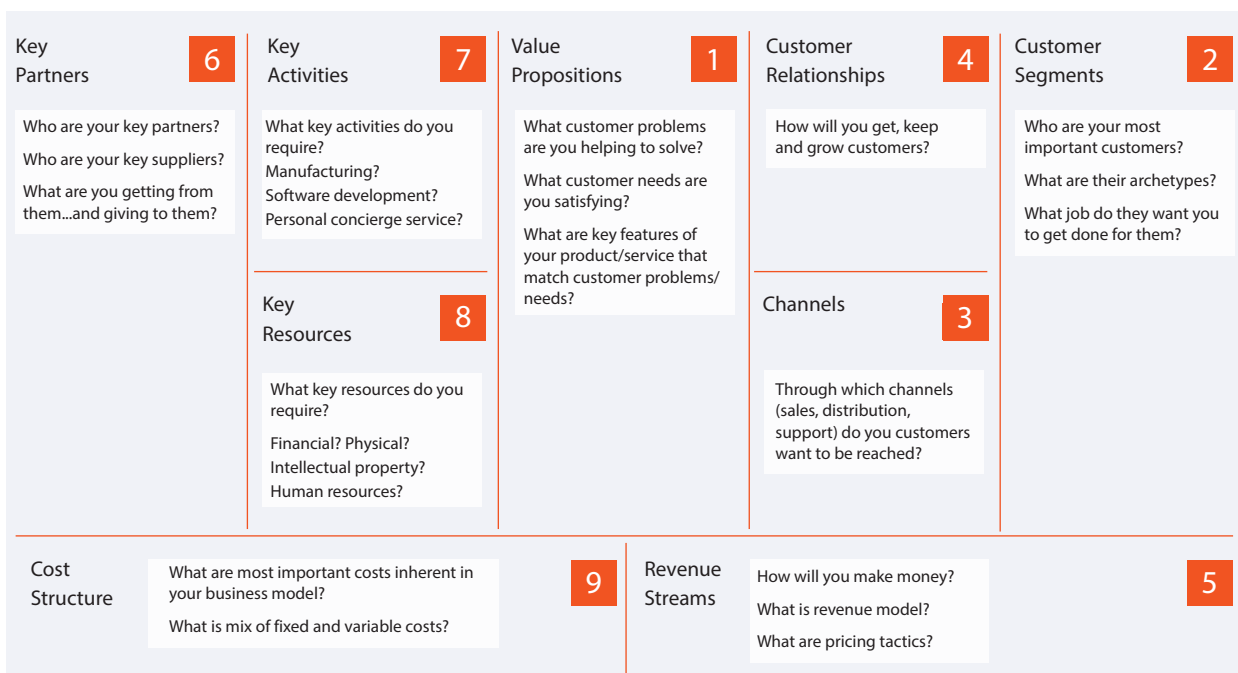 Key
Partners
6
Who are your key partners?
Who are your key suppliers?
What are you getting from
them...and giving to them?
Key
Activities
7
What key activities do you
require?
Manufacturing?
Software development?
Personal concierge service?
Key
Resources
8
What key resources do you
require?
Financial? Physical?
Intellectual property?
Human resources?
Value
Propositions
1
What customer problems
are you helping to solve?
What customer needs are
you satisfying?
What are key features of
your product/service that
match customer problems/
needs?
Customer
Relationships
4
How will you get, keep
and grow customers?
Channels
3
Through which channels
(sales, distribution,
support) do you customers
want to be reached?
Customer
Segments
2
Who are your most
important customers?
What are their archetypes?
What job do they want you
to get done for them?
Cost
Structure
What are most important costs inherent in
your business model?
What is mix of fixed and variable costs?
9
Revenue
Streams
How will you make money?
What is revenue model?
What are pricing tactics?
5